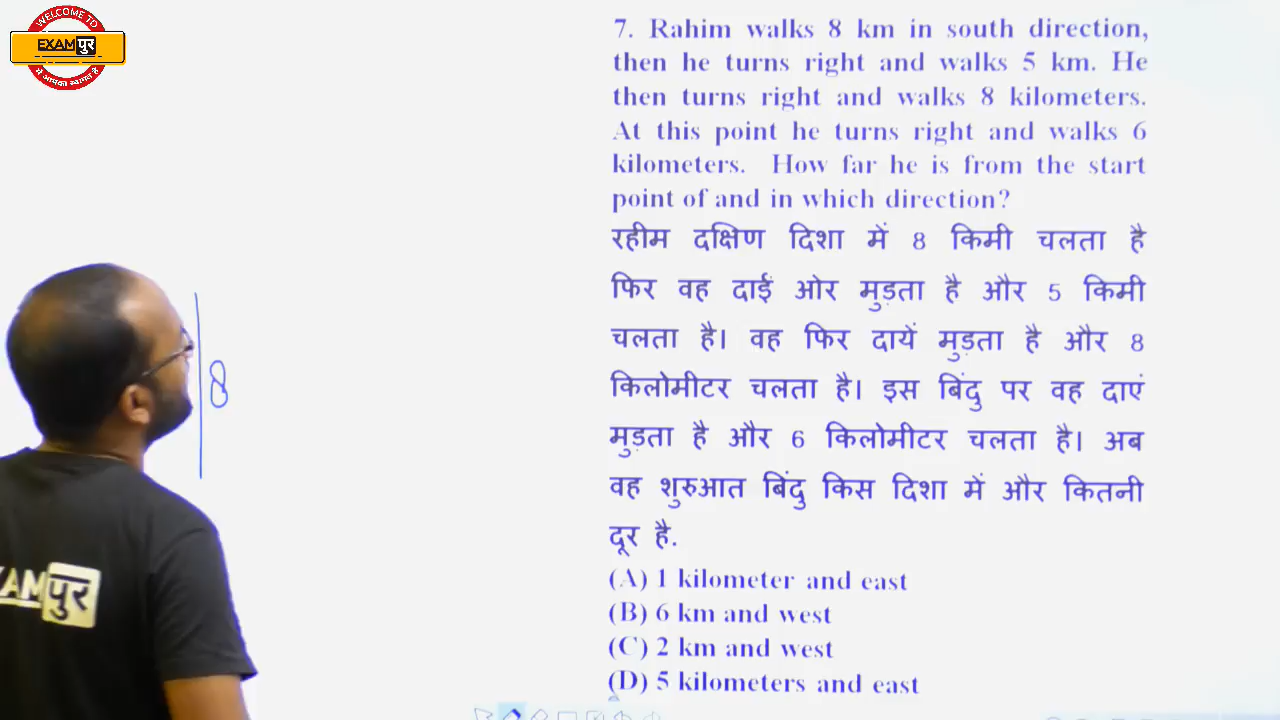 WELCOME TO
EXAMपुर
में आपका स्वागत है
7. Rahim walks 8 km in south direction,
then he turns right and walks 5 km. He
then turns right and walks 8 kilometers.
At this point he turns right and walks 6
kilometers. How far he is from the start
point of and in which direction?
रहीम दक्षिण दिशा में 8 किमी चलता है
फिर वह दाईं ओर मुड़ता है और 5 किमी
चलता है। वह फिर दायें मुड़ता है और 8
किलोमीटर चलता है। इस बिंदु पर वह दाएं
मुड़ता है और 6 किलोमीटर चलता है। अब
वह शुरुआत बिंदु किस दिशा में और कितनी
दूर है.
(A) 1 kilometer and east
(B) 6 km and west
(C) 2 km and west
(D) 5 kilometers and east
8
XAMपुर